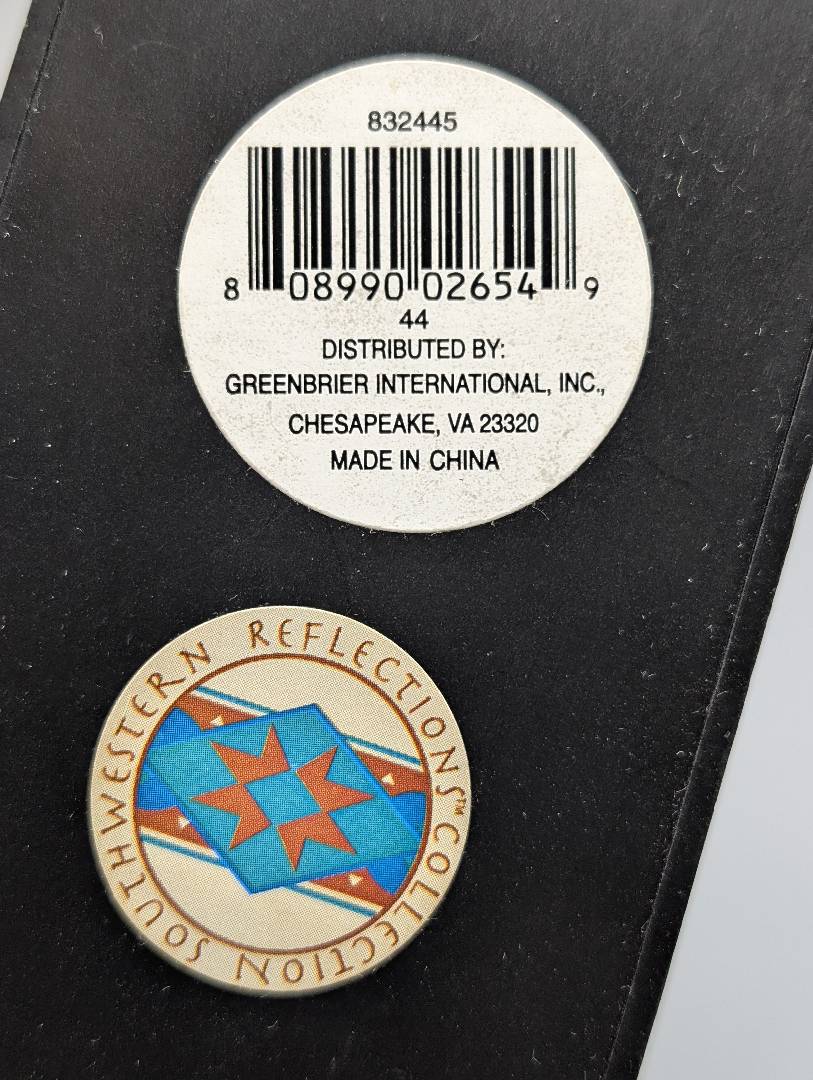 832445
8 08990 02654 9
44
DISTRIBUTED BY:
GREENBRIER INTERNATIONAL, INC.,
CHESAPEAKE, VA 23320
MADE IN CHINA
SOUTHWESTERN REFLECTIONS™ COLLECTION